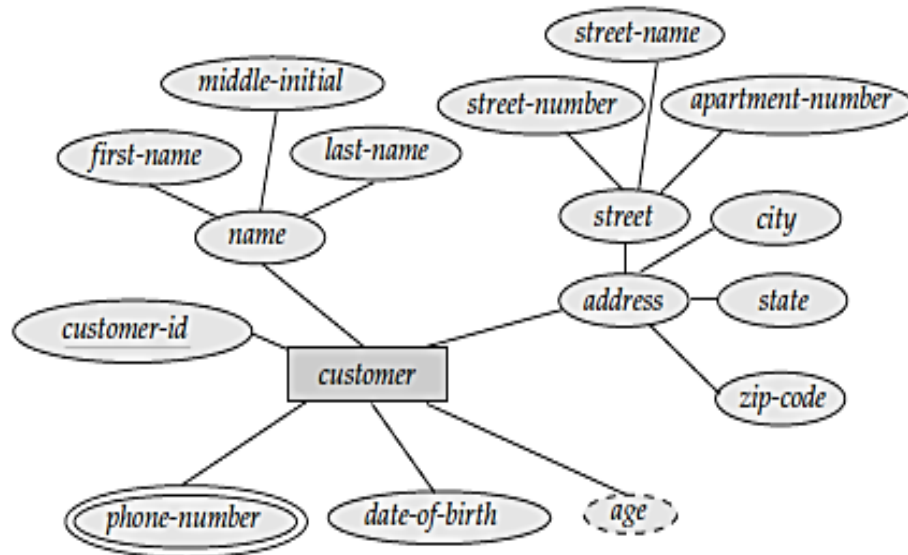 street-name
middle-initial
street-number
apartment-number
first-name
last-name
name
street
city
address
state
customer-id
customer
zip-code
phone-number
date-of-birth
age